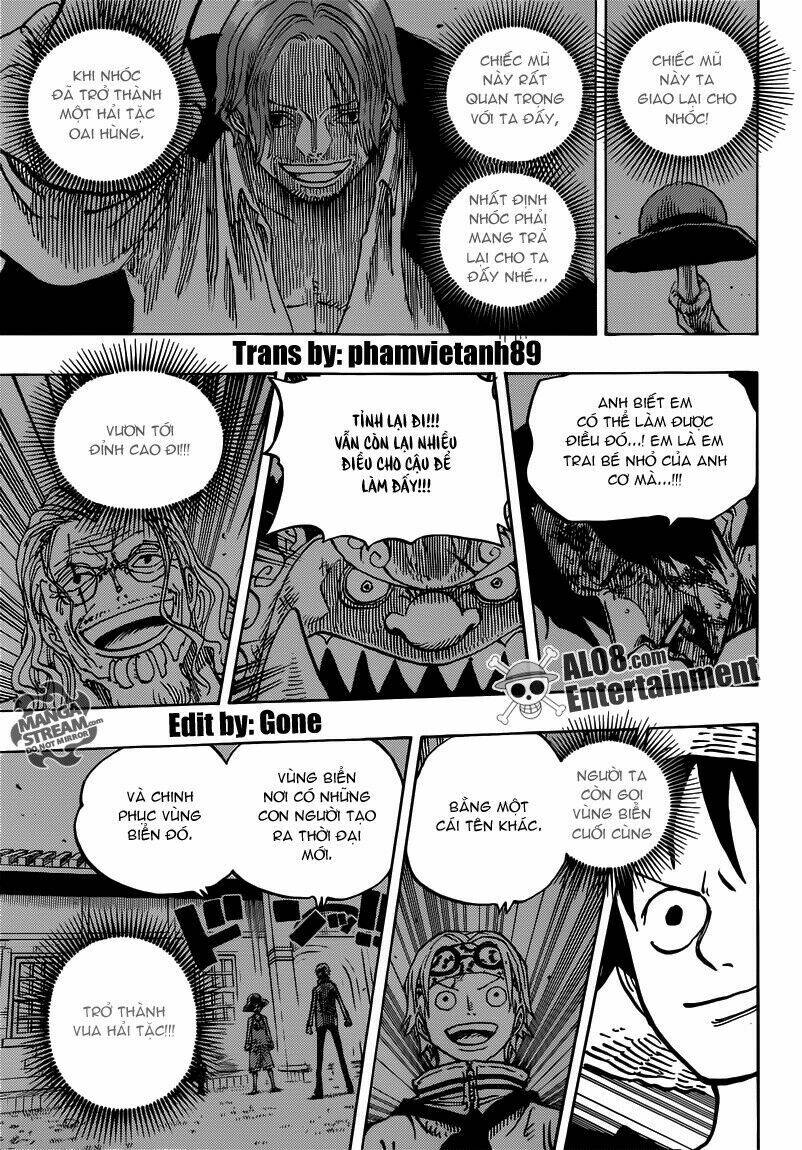 CHIẾC MŨ
NÀY TA
GIAO LẠI CHO
NHÓC!
CHIẾC MŨ
NÀY RẤT
QUAN TRỌNG
VỚI TA ĐẤY,
NHẤT ĐỊNH
NHÓC PHẢI
MANG TRẢ
LẠI CHO TA
ĐẤY NHÉ...
KHI NHÓC
ĐÃ TRỞ THÀNH
MỘT HẢI TẶC
OAI HÙNG.
Trans by: phamvietanh89
ANH BIẾT EM
CÓ THỂ LÀM ĐƯỢC
ĐIỀU ĐÓ...! EM LÀ EM
TRAI BÉ NHỎ CỦA ANH
CƠ MÀ...!!!
TỈNH LẠI ĐI!!!
VẪN CÒN LẠI NHIỀU
ĐIỀU CHO CẬU ĐỂ
LÀM ĐẤY!!!
VƯƠN TỚI
ĐỈNH CAO ĐI!!!
ALO8.com
Entertainment
MANGA
STREAM.com
DO NOT MIRROR
Edit by: Gone
NGƯỜI TA
CÒN GỌI
VÙNG BIỂN
CUỐI CÙNG
BẰNG MỘT
CÁI TÊN KHÁC.
VÙNG BIỂN
NƠI CÓ NHỮNG
CON NGƯỜI TẠO
RA THỜI ĐẠI
MỚI.
VÀ CHINH
PHỤC VÙNG
BIỂN ĐÓ.
TRỞ THÀNH
VUA HẢI TẶC!!!